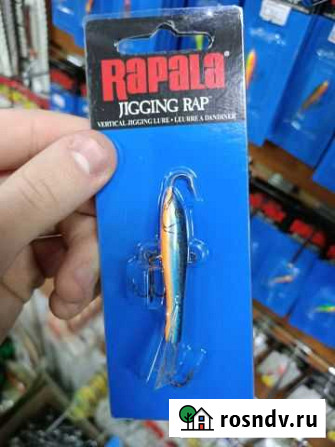 RAPALA
JIGGING RAP
VERTICAL JIGGING LURE • LEURRE A DANDINER
rosndv.ru